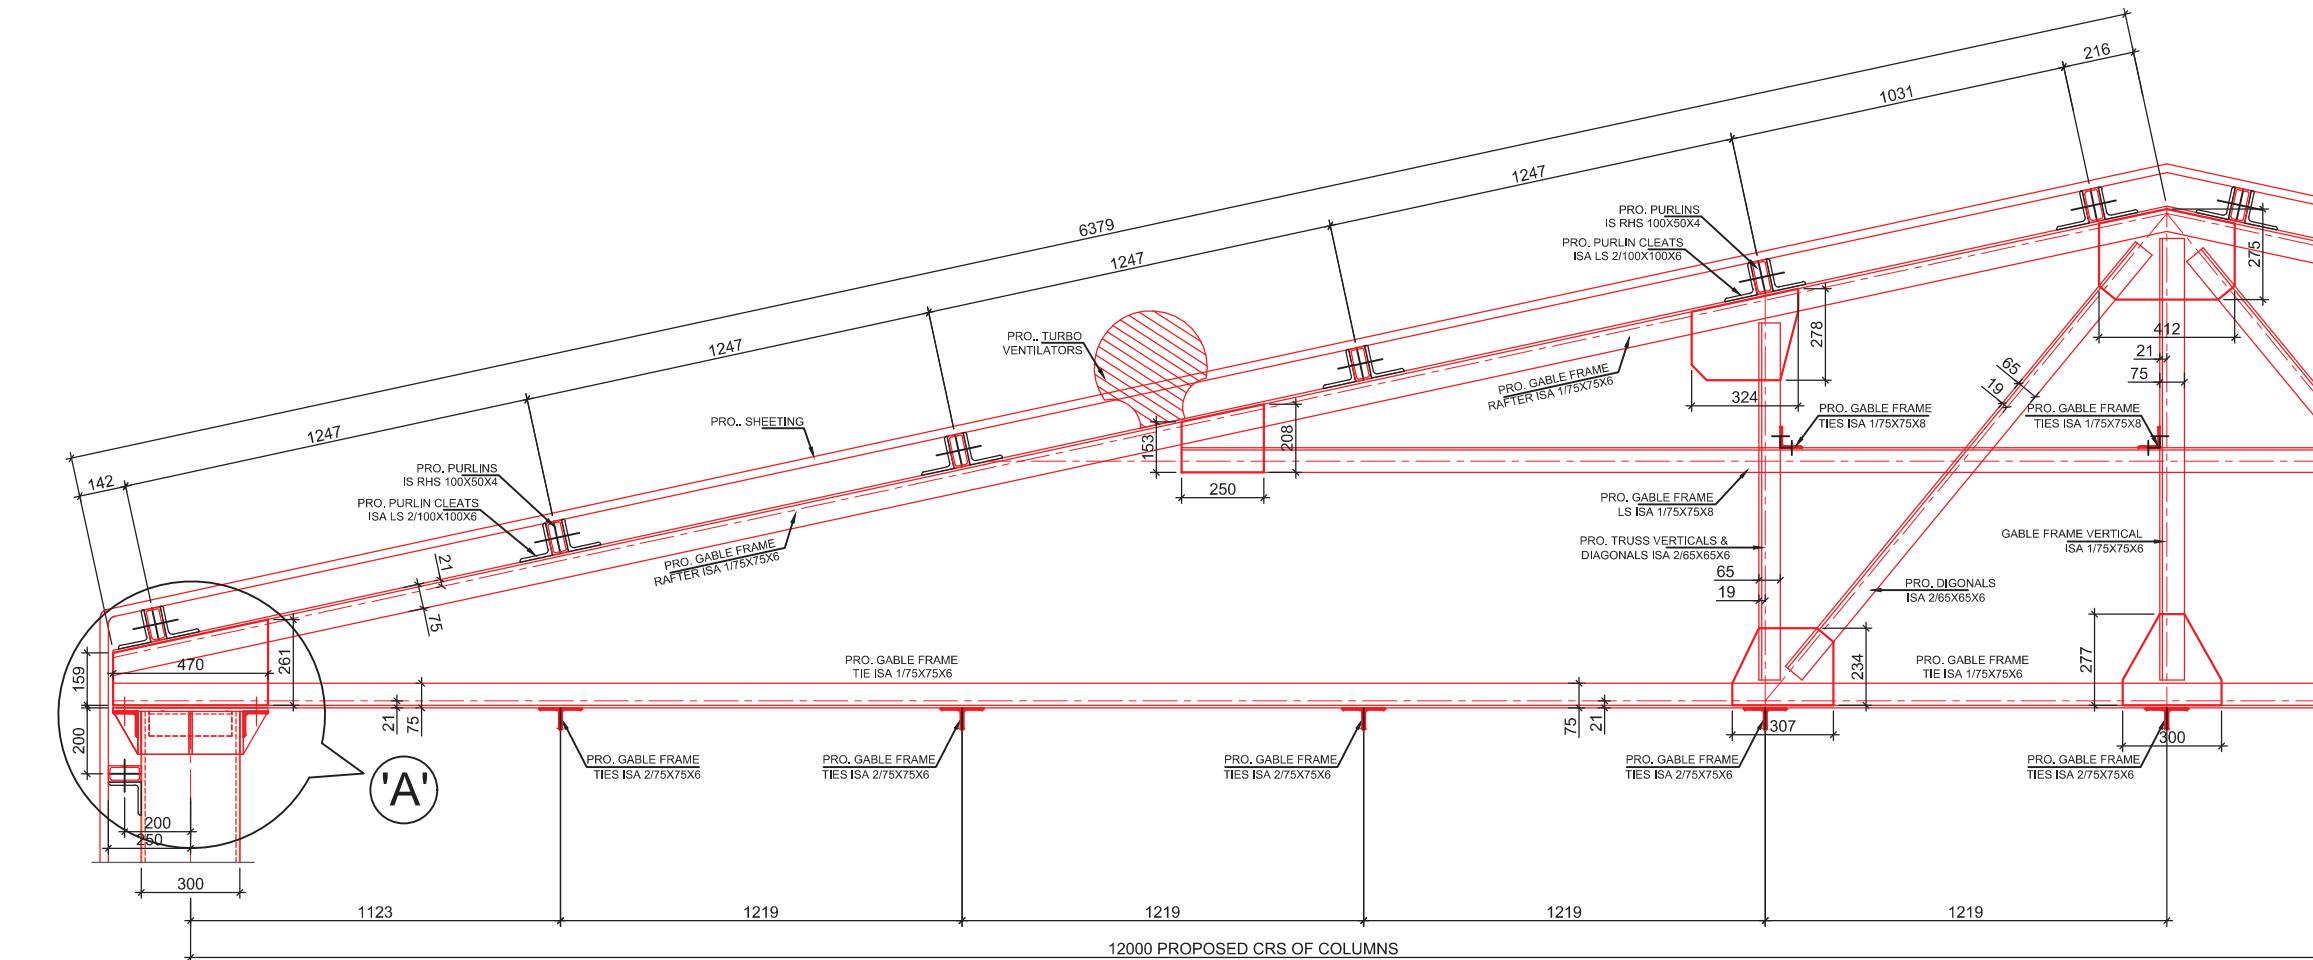 216
1031
1247
6379
1247
1247
1247
142
PRO. PURLINS
IS RHS 100X50X4
PRO. PURLIN CLEATS
ISA LS 2/100X100X6
275
412
21
75
PRO.. TURBO
VENTILATORS
278
324
PRO. GABLE FRAME
RAFTER ISA 1/75X75X6
65
19
PRO. GABLE FRAME
TIES ISA 1/75X75X8
PRO. GABLE FRAME
TIES ISA 1/75X75X8
PRO.. SHEETING
153
208
250
PRO. PURLINS
IS RHS 100X50X4
PRO. PURLIN CLEATS
ISA LS 2/100X100X6
PRO. GABLE FRAME
LS ISA 1/75X75X8
PRO. TRUSS VERTICALS &
DIAGONALS ISA 2/65X65X6
GABLE FRAME VERTICAL
ISA 1/75X75X6
PRO. GABLE FRAME
RAFTER ISA 1/75X75X6
21
75
65
19
PRO. DIGONALS
ISA 2/65X65X6
159
470
261
PRO. GABLE FRAME
TIE ISA 1/75X75X6
234
PRO. GABLE FRAME
TIE ISA 1/75X75X6
277
200
21
75
75
21
307
300
PRO. GABLE FRAME
TIES ISA 2/75X75X6
PRO. GABLE FRAME
TIES ISA 2/75X75X6
PRO. GABLE FRAME
TIES ISA 2/75X75X6
PRO. GABLE FRAME
TIES ISA 2/75X75X6
PRO. GABLE FRAME
TIES ISA 2/75X75X6
'A'
200
250
300
1123
1219
1219
1219
1219
12000 PROPOSED CRS OF COLUMNS